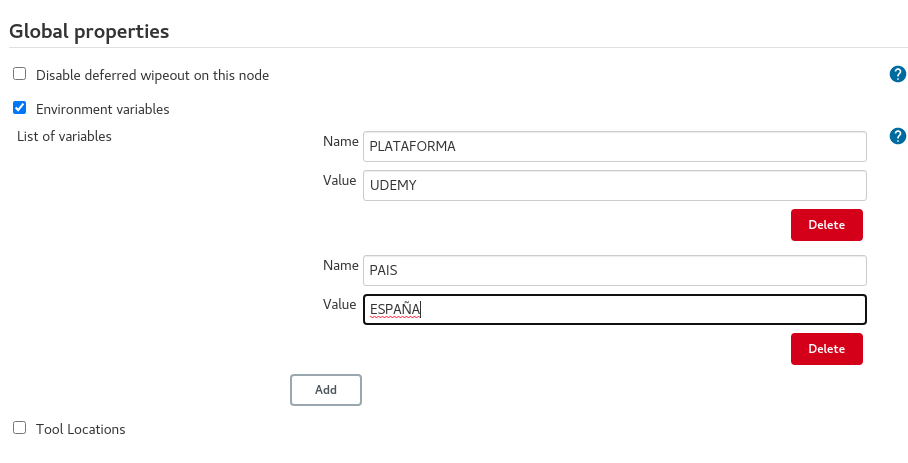 Global properties
Disable deferred wipeout on this node
?
Environment variables
List of variables
?
Name
PLATAFORMA
Value
UDEMY
Delete
Name
PAIS
Value
ESPAÑA
Delete
Add
Tool Locations